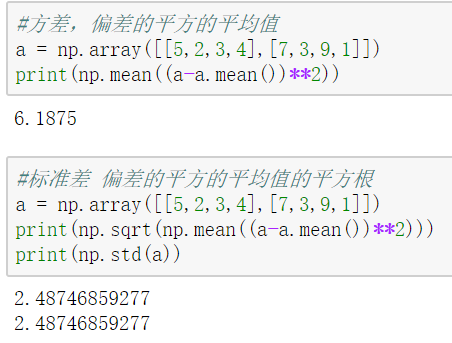 #方差，偏差的平方的平均值
a = np.array([[5,2,3,4],[7,3,9,1]])
print(np.mean((a-a.mean())**2))
6.1875
#标准差 偏差的平方的平均值的平方根
a = np.array([[5,2,3,4],[7,3,9,1]])
print(np.sqrt(np.mean((a-a.mean())**2)))
print(np.std(a))
2.48746859277
2.48746859277